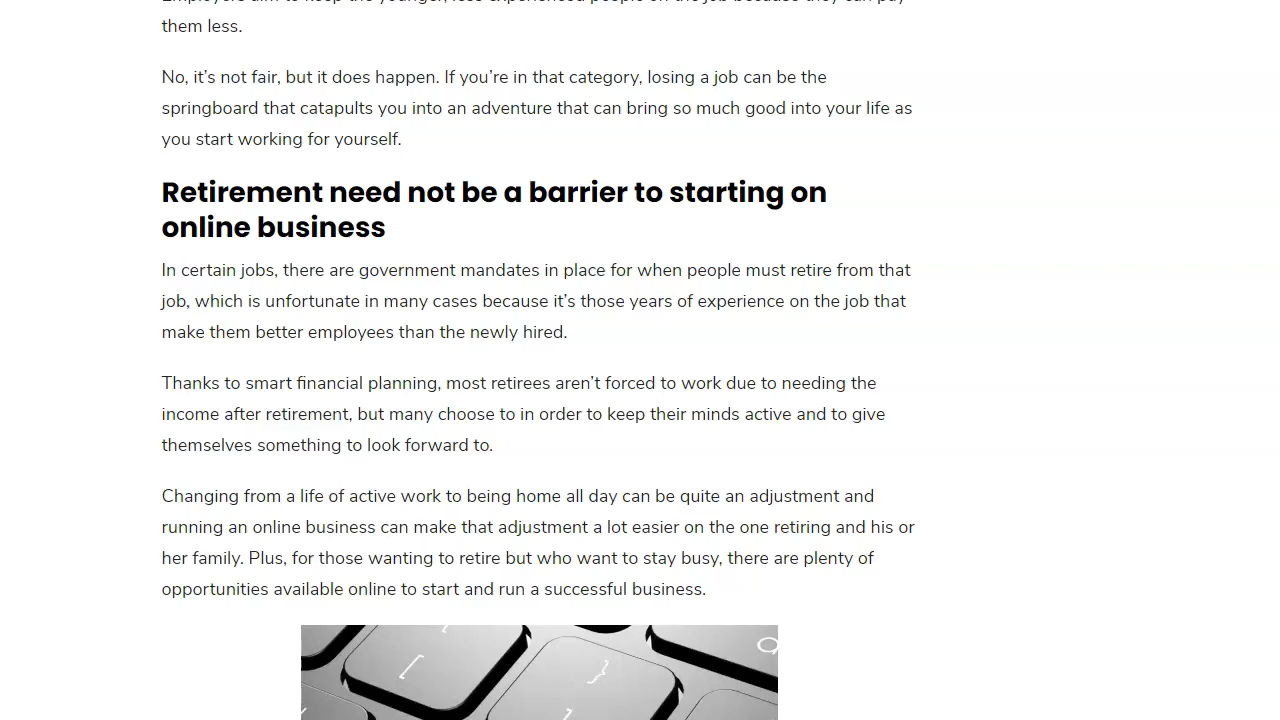 them less.
No, it’s not fair, but it does happen. If you’re in that category, losing a job can be the
springboard that catapults you into an adventure that can bring so much good into your life as
you start working for yourself.
Retirement need not be a barrier to starting on
online business
In certain jobs, there are government mandates in place for when people must retire from that
job, which is unfortunate in many cases because it’s those years of experience on the job that
make them better employees than the newly hired.
Thanks to smart financial planning, most retirees aren’t forced to work due to needing the
income after retirement, but many choose to in order to keep their minds active and to give
themselves something to look forward to.
Changing from a life of active work to being home all day can be quite an adjustment and
running an online business can make that adjustment a lot easier on the one retiring and his or
her family. Plus, for those wanting to retire but who want to stay busy, there are plenty of
opportunities available online to start and run a successful business.